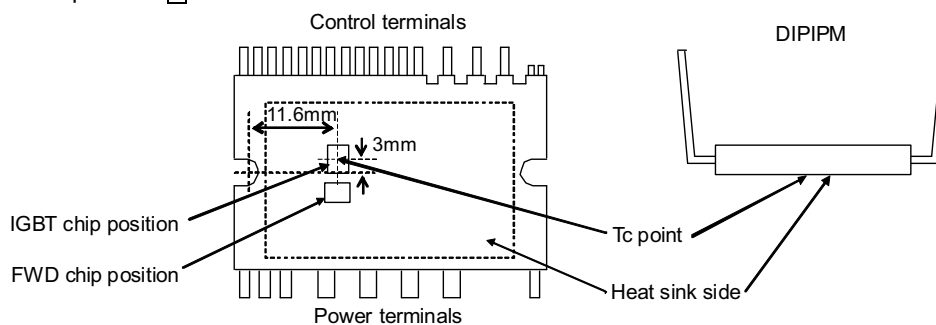 Control terminals
DIPIPM
11.6mm
3mm
IGBT chip position
Tc point
FWD chip position
Heat sink side
Power terminals